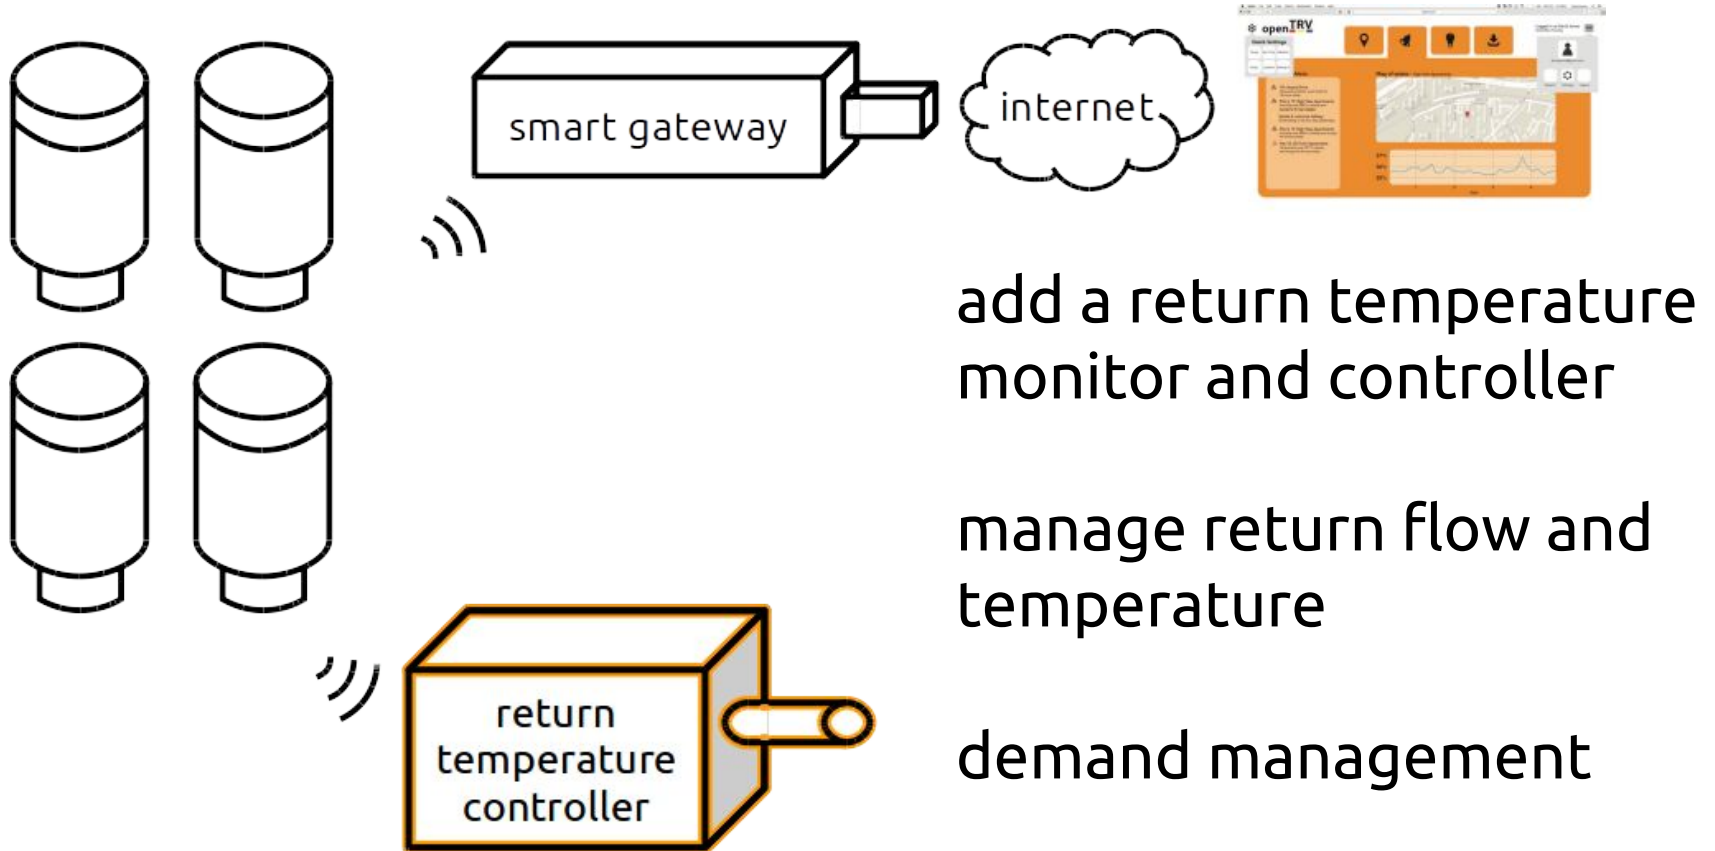 smart gateway
internet
openTRV
add a return temperature
monitor and controller
manage return flow and
temperature
demand management
return
temperature
controller